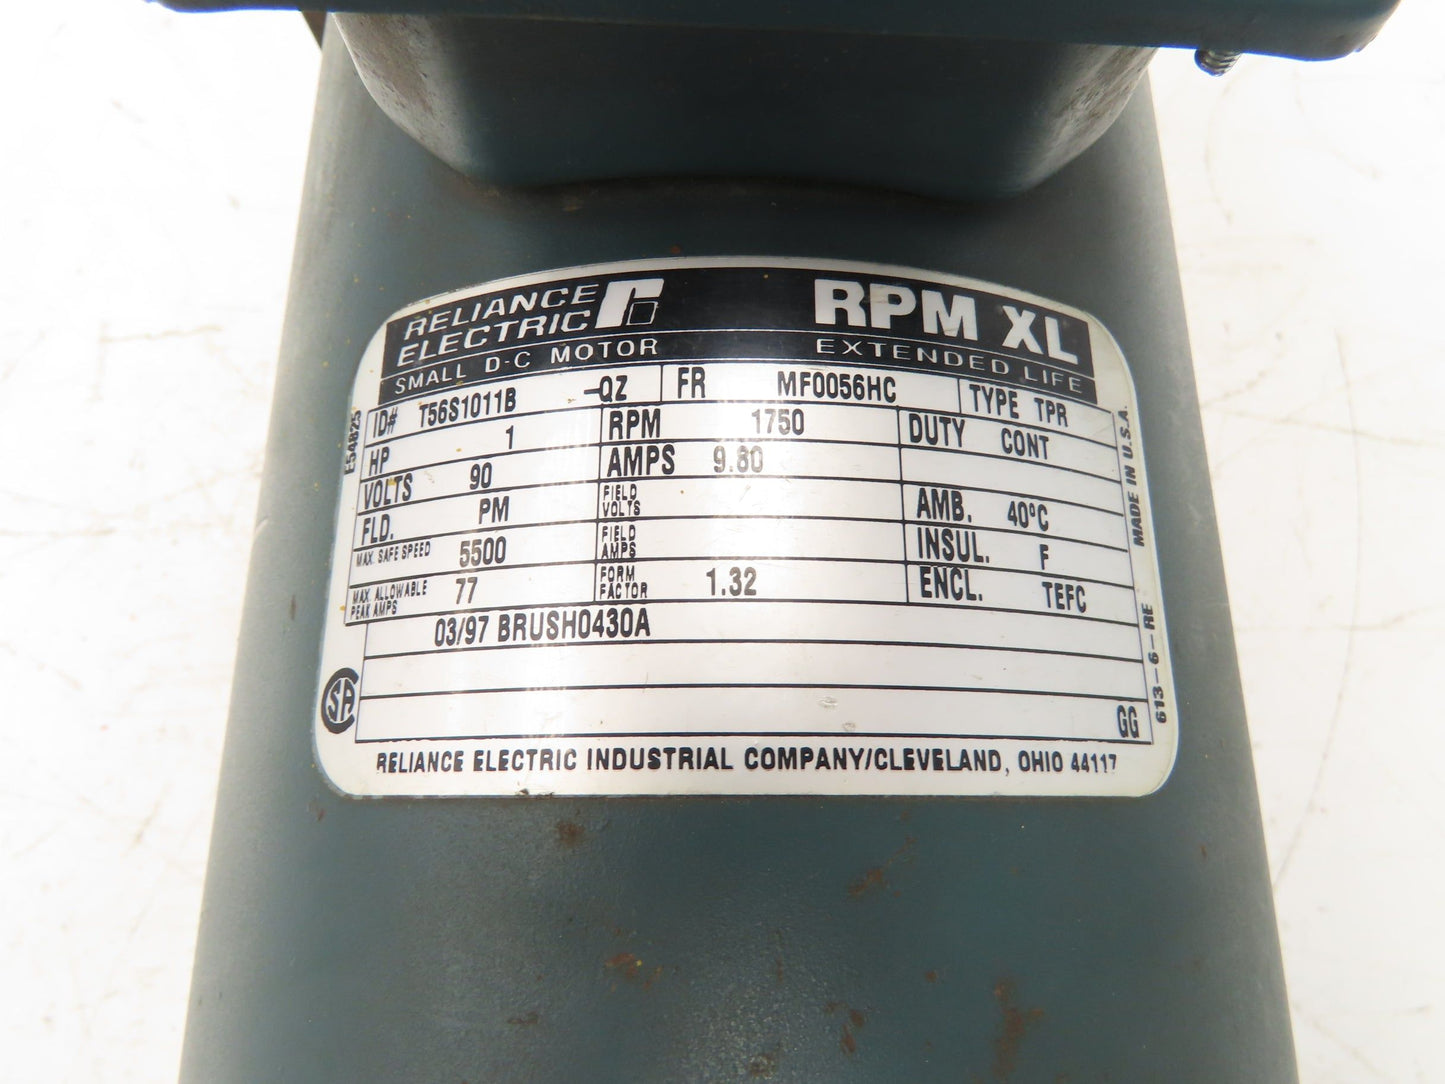 RELIANCE
ELECTRIC
RPM XL
SMALL D-C MOTOR
EXTENDED LIFE
ID# T56S1011B -QZ FR MF0056HC TYPE TPR
HP 1 RPM 1750 DUTY CONT
VOLTS 90 AMPS 9.80
FLD. PM FIELD VOLTS AMB. 40°C
MAX. SAFE SPEED 5500 FIELD AMPS INSUL. F
MAX. ALLOWABLE PEAK AMPS 77 FORM FACTOR 1.32 ENCL. TEFC
03/97 BRUSH0430A
GG
RELIANCE ELECTRIC INDUSTRIAL COMPANY/CLEVELAND, OHIO 44117
E54825
SA
MADE IN U.S.A.
613-6-RE